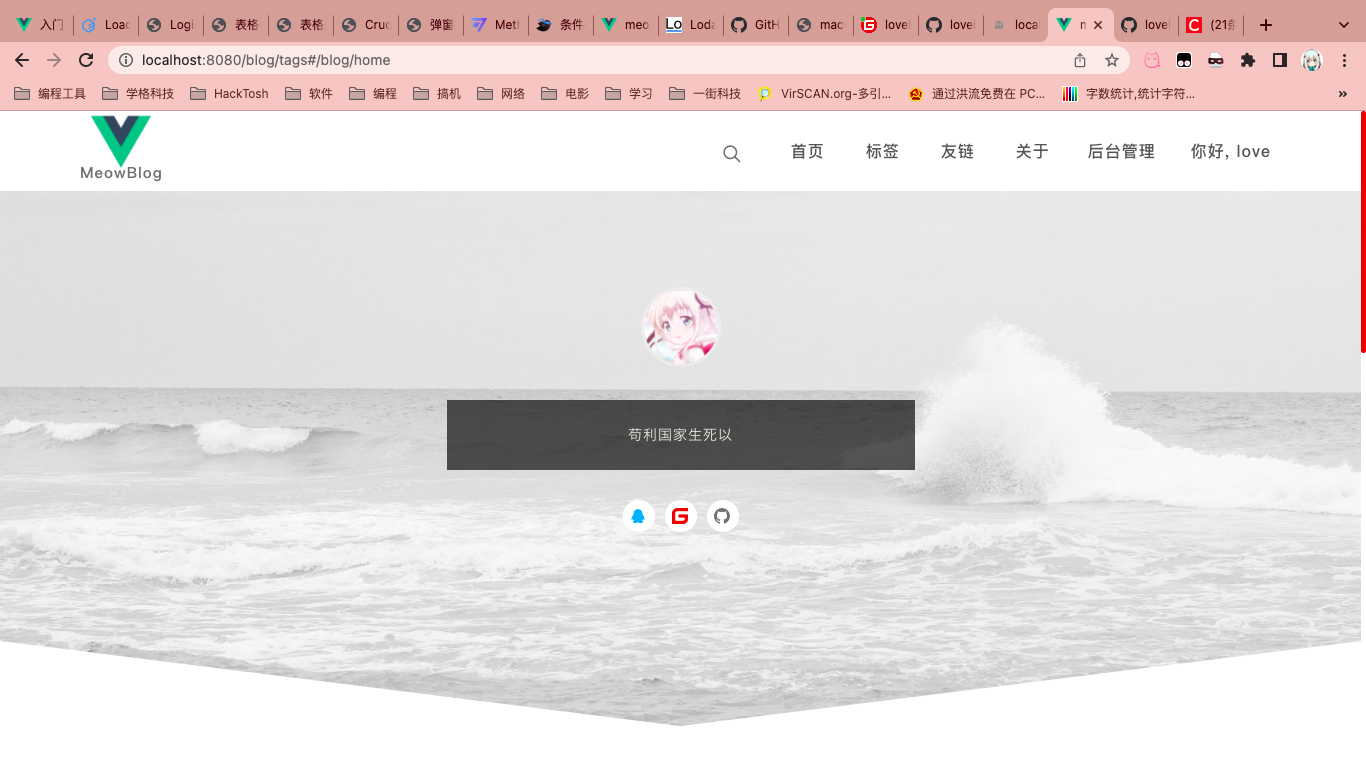 入门 Load Logi 表格 表格 Cruc 弹窗 Meth 条件 meo Loda GitH mac lovel lovel local n lovel (21条
localhost:8080/blog/tags#/blog/home
编程工具 学格科技 HackTosh 软件 编程 搞机 网络 电影 学习 一街科技 VirSCAN.org-多引... 通过洪流免费在 PC... 字数统计,统计字符... »
MeowBlog
首页 标签 友链 关于 后台管理 你好, love
苟利国家生死以